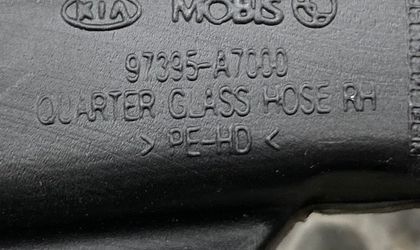 KIA MOBIS
97395-A7000
QUARTER GLASS HOSE RH
> PE-HD <